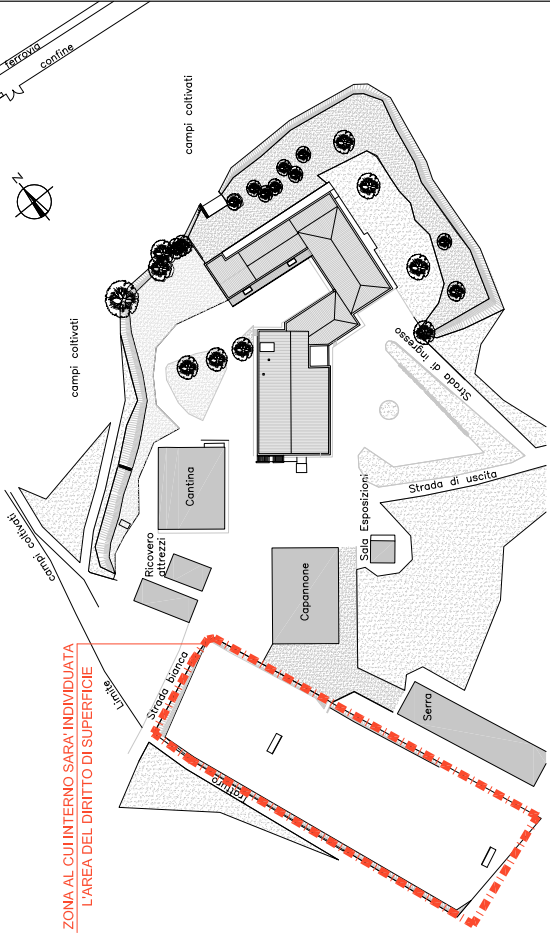 ferrovia
confine
campi coltivati
N
campi coltivati
Strada di ingresso
Strada di uscita
Cantina
Sala Esposizioni
Ricovero
attrezzi
Capannone
campi coltivati
Limite
Strada bianca
Serra
tratturo
ZONA AL CUI INTERNO SARA' INDIVIDUATA
L'AREA DEL DIRITTO DI SUPERFICIE